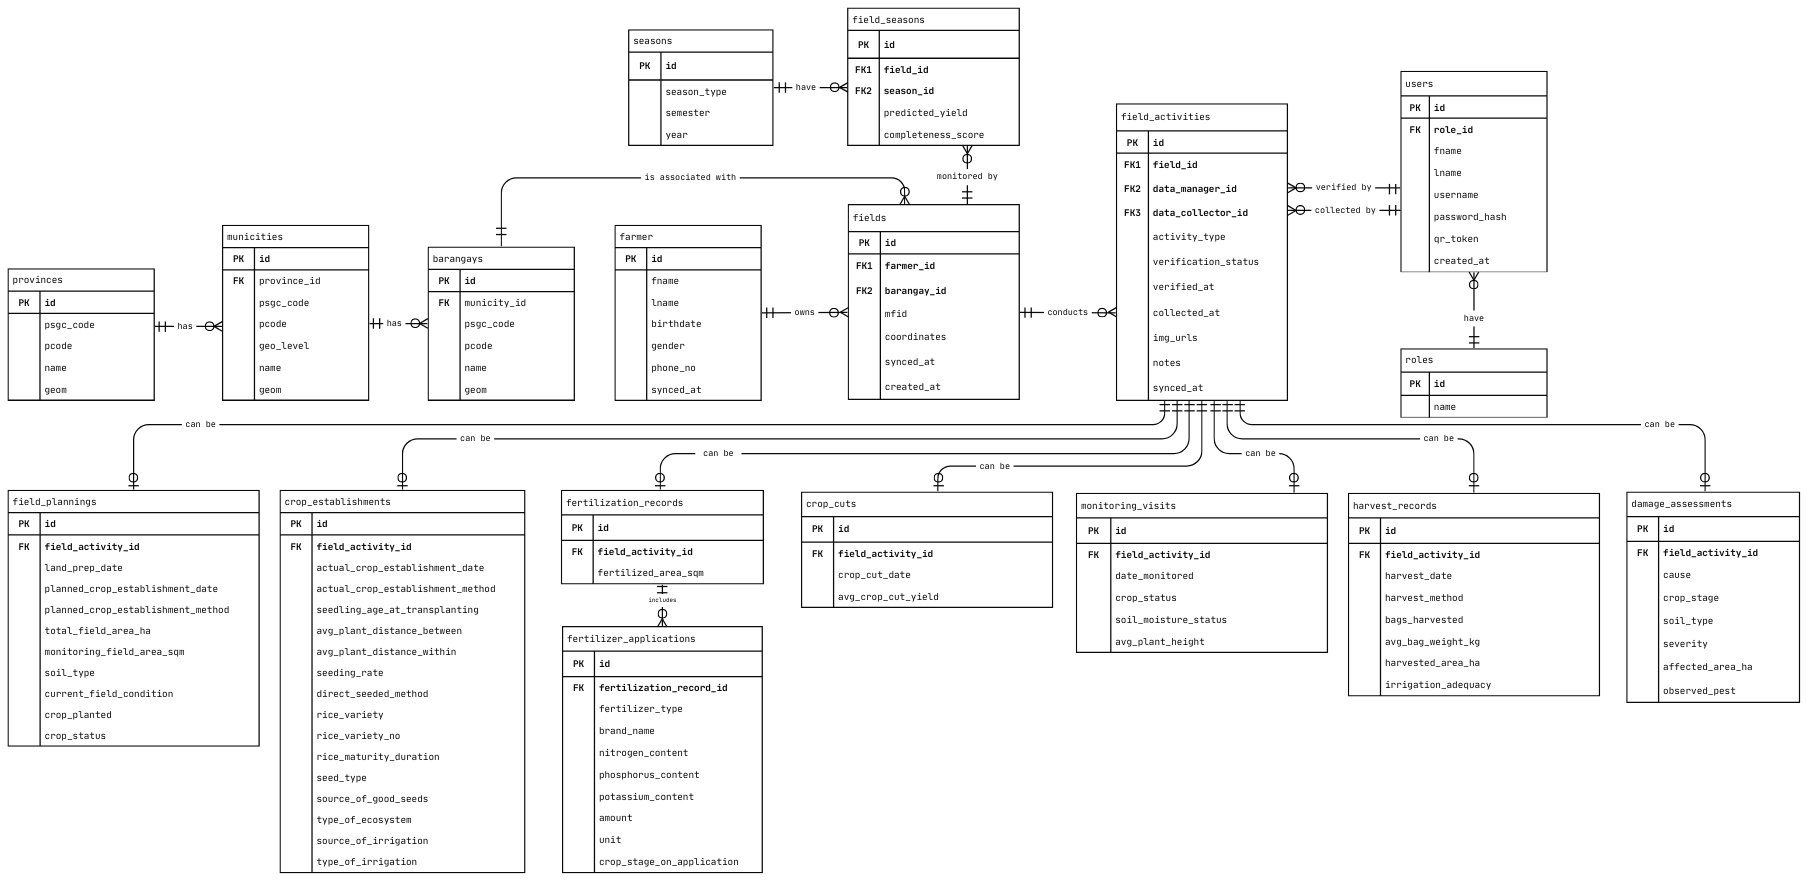 field_seasons
PK id
FK1 field_id
FK2 season_id
predicted_yield
completeness_score
seasons
PK id
season_type
semester
year
have
users
PK id
FK role_id
fname
lname
username
password_hash
qr_token
created_at
field_activities
PK id
FK1 field_id
FK2 data_manager_id
FK3 data_collector_id
activity_type
verification_status
verified_at
collected_at
img_urls
notes
synced_at
verified by
collected by
monitored by
is associated with
fields
PK id
FK1 farmer_id
FK2 barangay_id
mfid
coordinates
synced_at
created_at
municities
PK id
FK province_id
psgc_code
pcode
geo_level
name
geom
farmer
PK id
fname
lname
birthdate
gender
phone_no
synced_at
barangays
PK id
FK municity_id
psgc_code
pcode
name
geom
provinces
PK id
psgc_code
pcode
name
geom
has
has
owns
conducts
have
roles
PK id
name
can be
can be
can be
can be
can be
can be
can be
field_plannings
PK id
FK field_activity_id
land_prep_date
planned_crop_establishment_date
planned_crop_establishment_method
total_field_area_ha
monitoring_field_area_sqm
soil_type
current_field_condition
crop_planted
crop_status
crop_establishments
PK id
FK field_activity_id
actual_crop_establishment_date
actual_crop_establishment_method
seedling_age_at_transplanting
avg_plant_distance_between
avg_plant_distance_within
seeding_rate
direct_seeded_method
rice_variety
rice_variety_no
rice_maturity_duration
seed_type
source_of_good_seeds
type_of_ecosystem
source_of_irrigation
type_of_irrigation
fertilization_records
PK id
FK field_activity_id
fertilized_area_sqm
includes
fertilizer_applications
PK id
FK fertilization_record_id
fertilizer_type
brand_name
nitrogen_content
phosphorus_content
potassium_content
amount
unit
crop_stage_on_application
crop_cuts
PK id
FK field_activity_id
crop_cut_date
avg_crop_cut_yield
monitoring_visits
PK id
FK field_activity_id
date_monitored
crop_status
soil_moisture_status
avg_plant_height
harvest_records
PK id
FK field_activity_id
harvest_date
harvest_method
bags_harvested
avg_bag_weight_kg
harvested_area_ha
irrigation_adequacy
damage_assessments
PK id
FK field_activity_id
cause
crop_stage
soil_type
severity
affected_area_ha
observed_pest